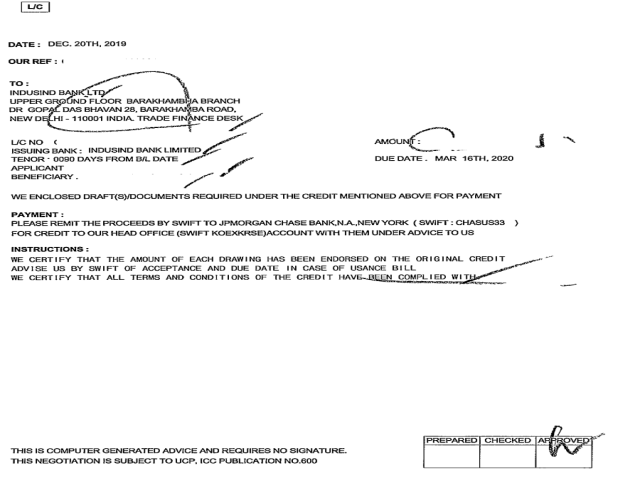 L/C
DATE : DEC. 20TH, 2019
OUR REF :
TO :
INDUSIND BANK LTD
UPPER GROUND FLOOR BARAKHAMBHA BRANCH
DR GOPAL DAS BHAVAN 28, BARAKHAMBA ROAD,
NEW DELHI - 110001 INDIA. TRADE FINANCE DESK
L/C NO (
AMOUNT :
ISSUING BANK : INDUSIND BANK LIMITED
TENOR : 0090 DAYS FROM B/L DATE
DUE DATE . MAR 16TH, 2020
APPLICANT
BENEFICIARY .
WE ENCLOSED DRAFT(S)/DOCUMENTS REQUIRED UNDER THE CREDIT MENTIONED ABOVE FOR PAYMENT
PAYMENT :
PLEASE REMIT THE PROCEEDS BY SWIFT TO JPMORGAN CHASE BANK,N.A.,NEW YORK ( SWIFT : CHASUS33 )
FOR CREDIT TO OUR HEAD OFFICE (SWIFT KOEXKRSE)ACCOUNT WITH THEM UNDER ADVICE TO US
INSTRUCTIONS :
WE CERTIFY THAT THE AMOUNT OF EACH DRAWING HAS BEEN ENDORSED ON THE ORIGINAL CREDIT
ADVISE US BY SWIFT OF ACCEPTANCE AND DUE DATE IN CASE OF USANCE BILL
WE CERTIFY THAT ALL TERMS AND CONDITIONS OF THE CREDIT HAVE BEEN COMPLIED WITH
PREPARED CHECKED APPROVED
THIS IS COMPUTER GENERATED ADVICE AND REQUIRES NO SIGNATURE.
THIS NEGOTIATION IS SUBJECT TO UCP, ICC PUBLICATION NO.600